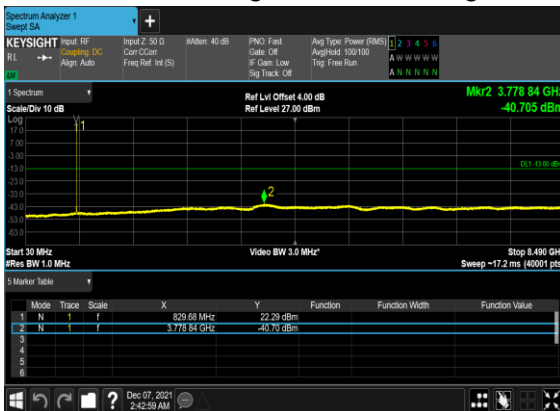 Spectrum Analyzer 1
Swept SA
KEYSIGHT
RL
Input: RF
Coupling: DC
Align: Auto
Input Z: 50 Ω
Corr CCorr
Freq Ref: Int (S)
#Atten: 40 dB
PNO: Fast
Gate: Off
IF Gain: Low
Sig Track: Off
Avg Type: Power (RMS)
Avg|Hold: 100/100
Trig: Free Run
1 2 3 4 5 6
A W W W W W
A N N N N N
LV
1 Spectrum
Scale/Div 10 dB
Ref Lvl Offset 4.00 dB
Ref Level 27.00 dBm
Mkr2 3.778 84 GHz
-40.705 dBm
Log
17.0
7.00
-3.00
-13.0
-23.0
-33.0
-43.0
-53.0
-63.0
1
2
DL1 -13.00 dBm
Start 30 MHz
#Res BW 1.0 MHz
Video BW 3.0 MHz*
Stop 8.490 GH
Sweep ~17.2 ms (40001 pts
5 Marker Table
Mode Trace Scale X Y Function Function Width Function Value
1 N 1 f 829.68 MHz 22.29 dBm
2 N 1 f 3.778 84 GHz -40.70 dBm
3
4
5
6
?
Dec 07, 2021
2:42:59 AM